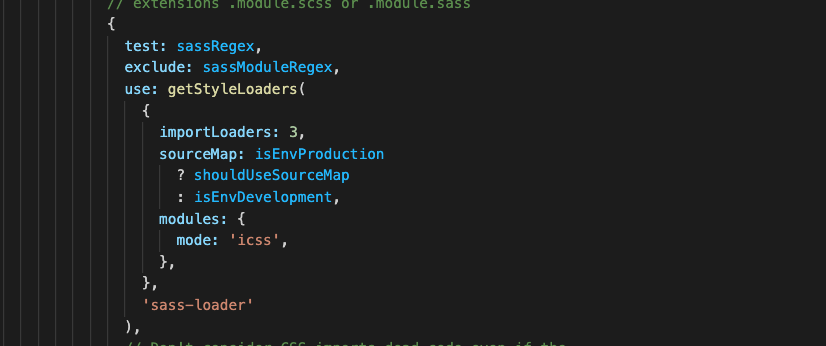 // extensions .module.scss or .module.sass
{
test: sassRegex,
exclude: sassModuleRegex,
use: getStyleLoaders(
{
importLoaders: 3,
sourceMap: isEnvProduction
? shouldUseSourceMap
: isEnvDevelopment,
modules: {
mode: 'icss',
},
},
'sass-loader'
),
// Don't consider CSS imports dead code even if the